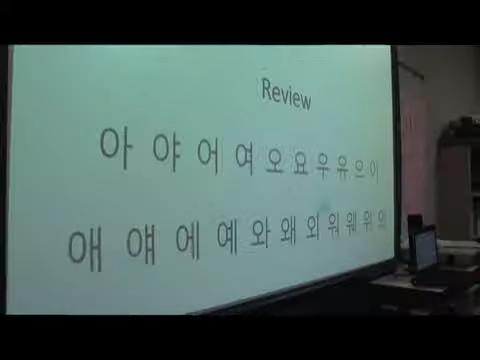 Review
아 야 어 여 오 요 우 유 으 이
애 얘 에 예 와 왜 외 워 웨 위 의